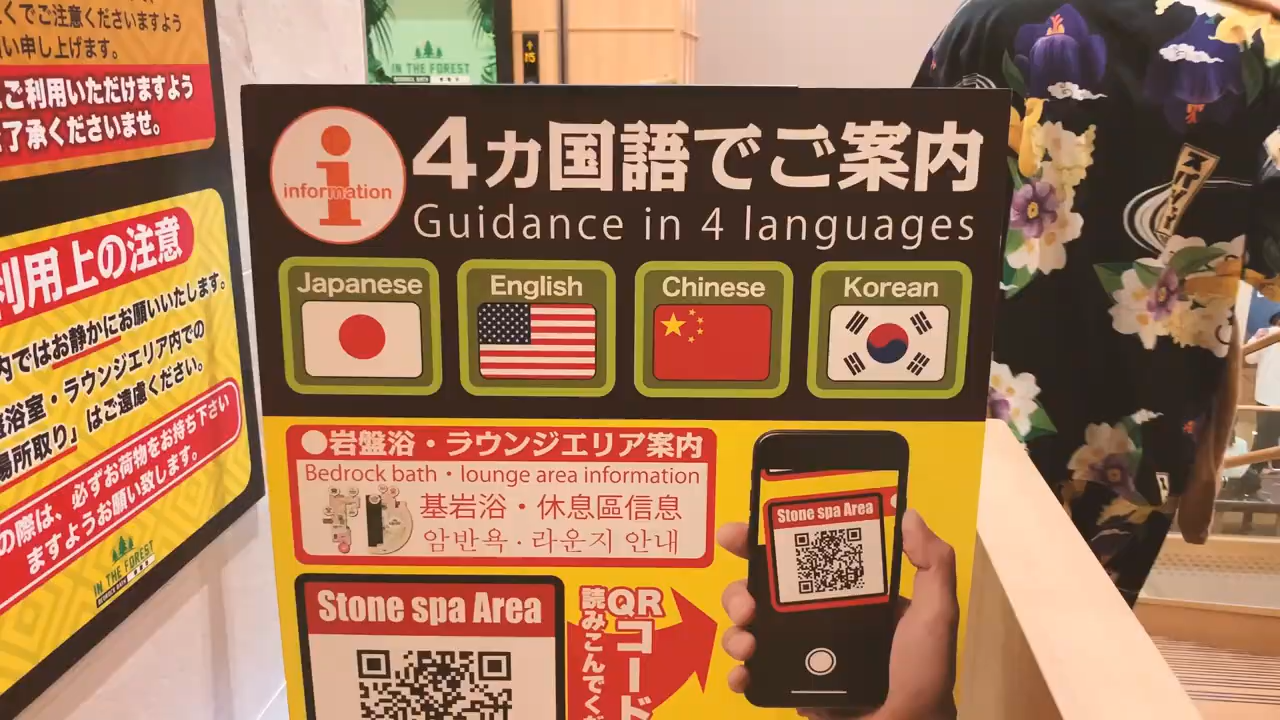 くでご注意くださいますよう
い申し上げます。
ご利用いただけますよう
了承くださいませ。
利用上の注意
内ではお静かにお願いいたします。
盤浴室・ラウンジエリア内での
場所取り」はご遠慮ください。
の際は、必ずお荷物をお持ち下さい
ますようお願い致します。
IN THE FOREST
IN THE FOREST
BEDROCK BATH
information
4カ国語でご案内
Guidance in 4 languages
Japanese
English
Chinese
Korean
●岩盤浴・ラウンジエリア案内
Bedrock bath・lounge area information
基岩浴・休息區信息
암반욕 . 라운지 안내
Stone spa Area
QRコード
読みこんでくだ
Stone spa Area